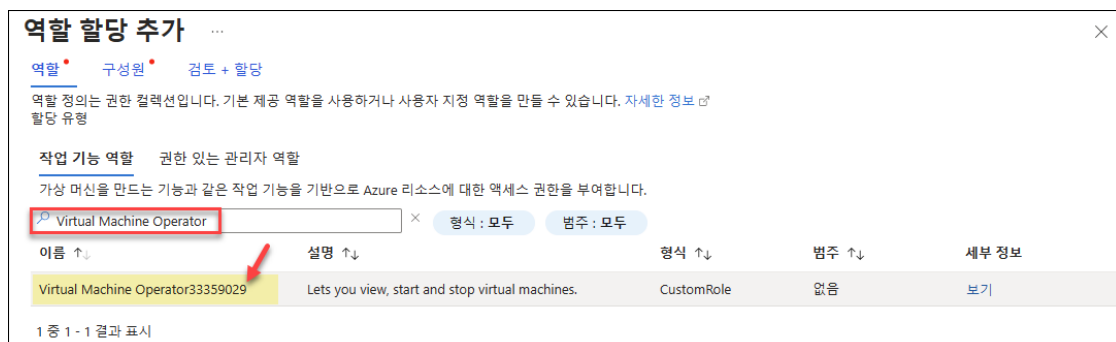 역할 할당 추가 ...
역할 구성원 검토 + 할당
역할 정의는 권한 컬렉션입니다. 기본 제공 역할을 사용하거나 사용자 지정 역할을 만들 수 있습니다. 자세한 정보
할당 유형
작업 기능 역할 권한 있는 관리자 역할
가상 머신을 만드는 기능과 같은 작업 기능을 기반으로 Azure 리소스에 대한 액세스 권한을 부여합니다.
Virtual Machine Operator 형식 : 모두 범주 : 모두
이름 ↑↓ 설명 ↑↓ 형식 ↑↓ 범주 ↑↓ 세부 정보
Virtual Machine Operator33359029 Lets you view, start and stop virtual machines. CustomRole 없음 보기
1 중 1 - 1 결과 표시